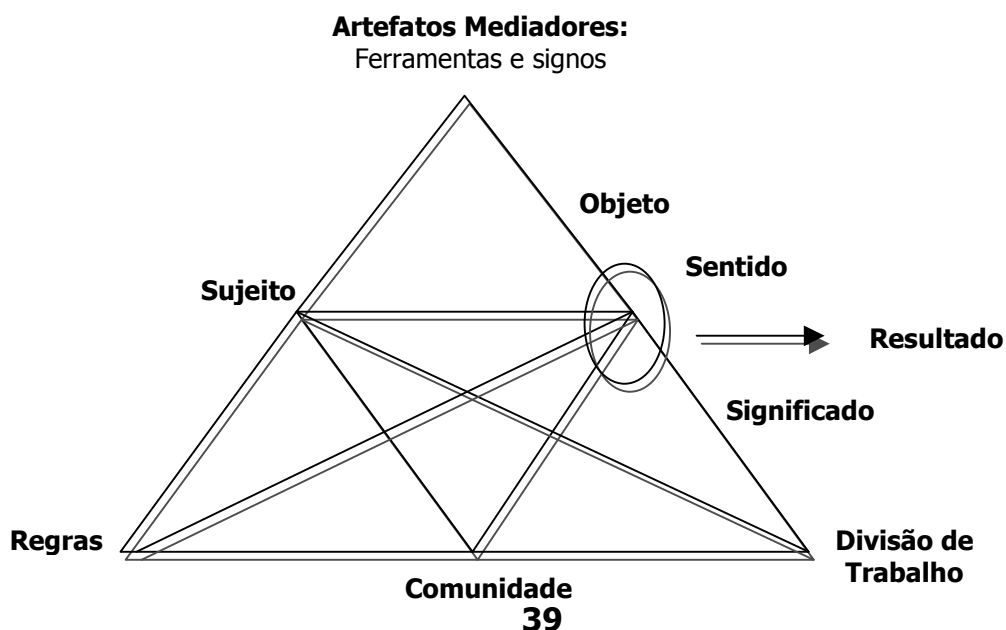 Artefatos Mediadores:
Ferramentas e signos
Objeto
Sentido
Sujeito
Resultado
Significado
Regras
Divisão de
Trabalho
Comunidade
39